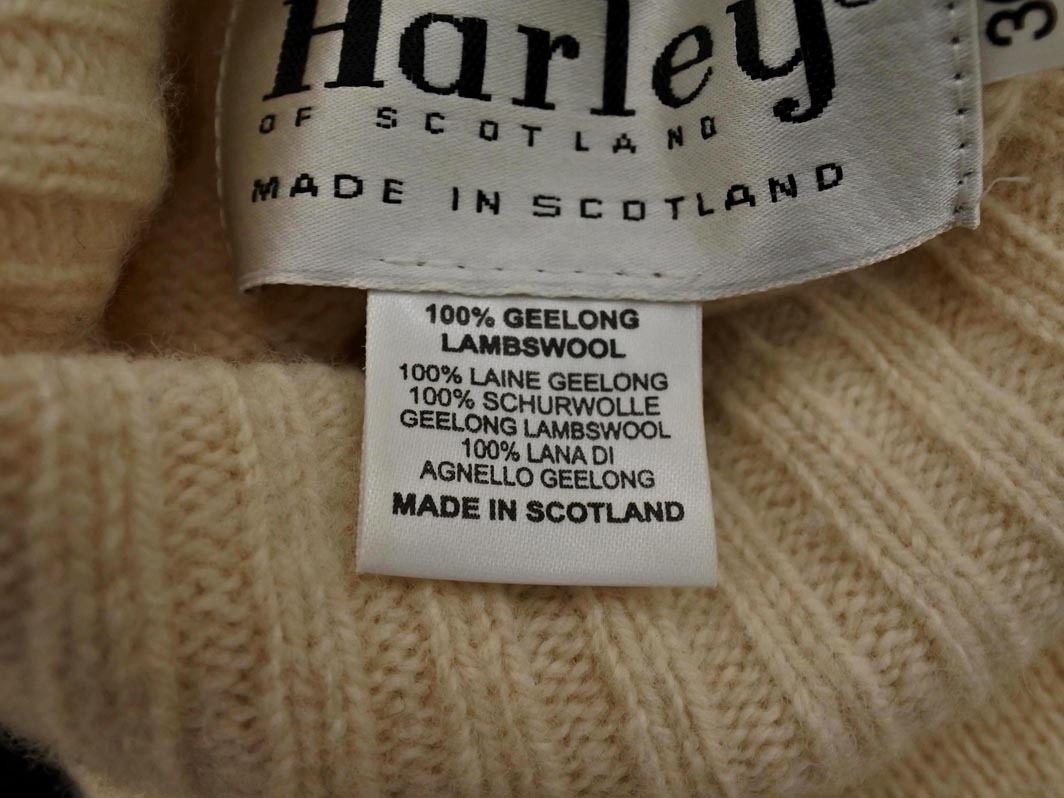 Harley
OF SCOTLAND
MADE IN SCOTLAND
100% GEELONG
LAMBSWOOL
100% LAINE GEELONG
100% SCHURWOLLE
GEELONG LAMBSWOOL
100% LANA DI
AGNELLO GEELONG
MADE IN SCOTLAND